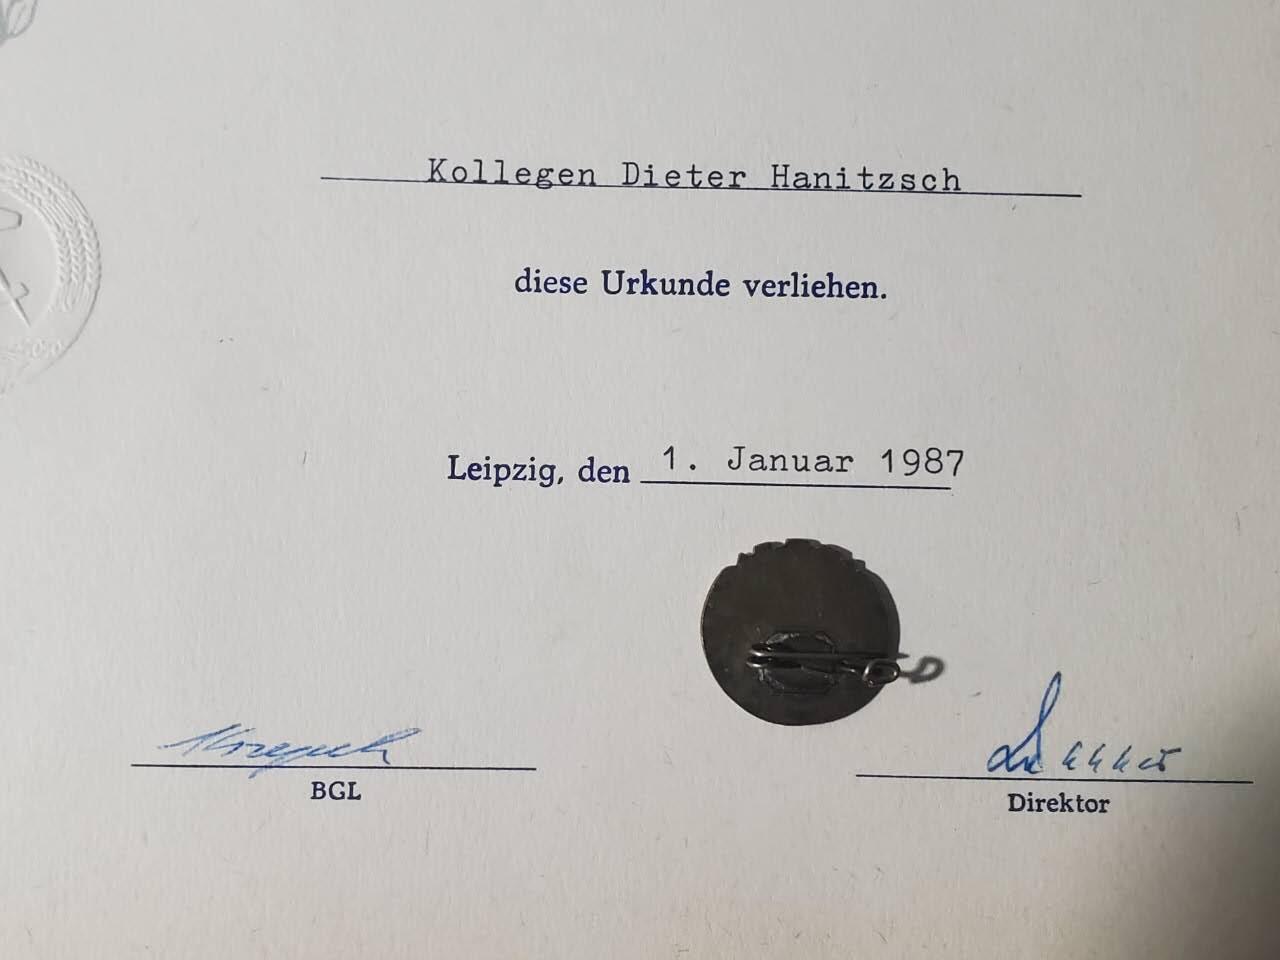 Kollegen Dieter Hanitzsch
diese Urkunde verliehen.
Leipzig, den 1. Januar 1987
BGL
Direktor